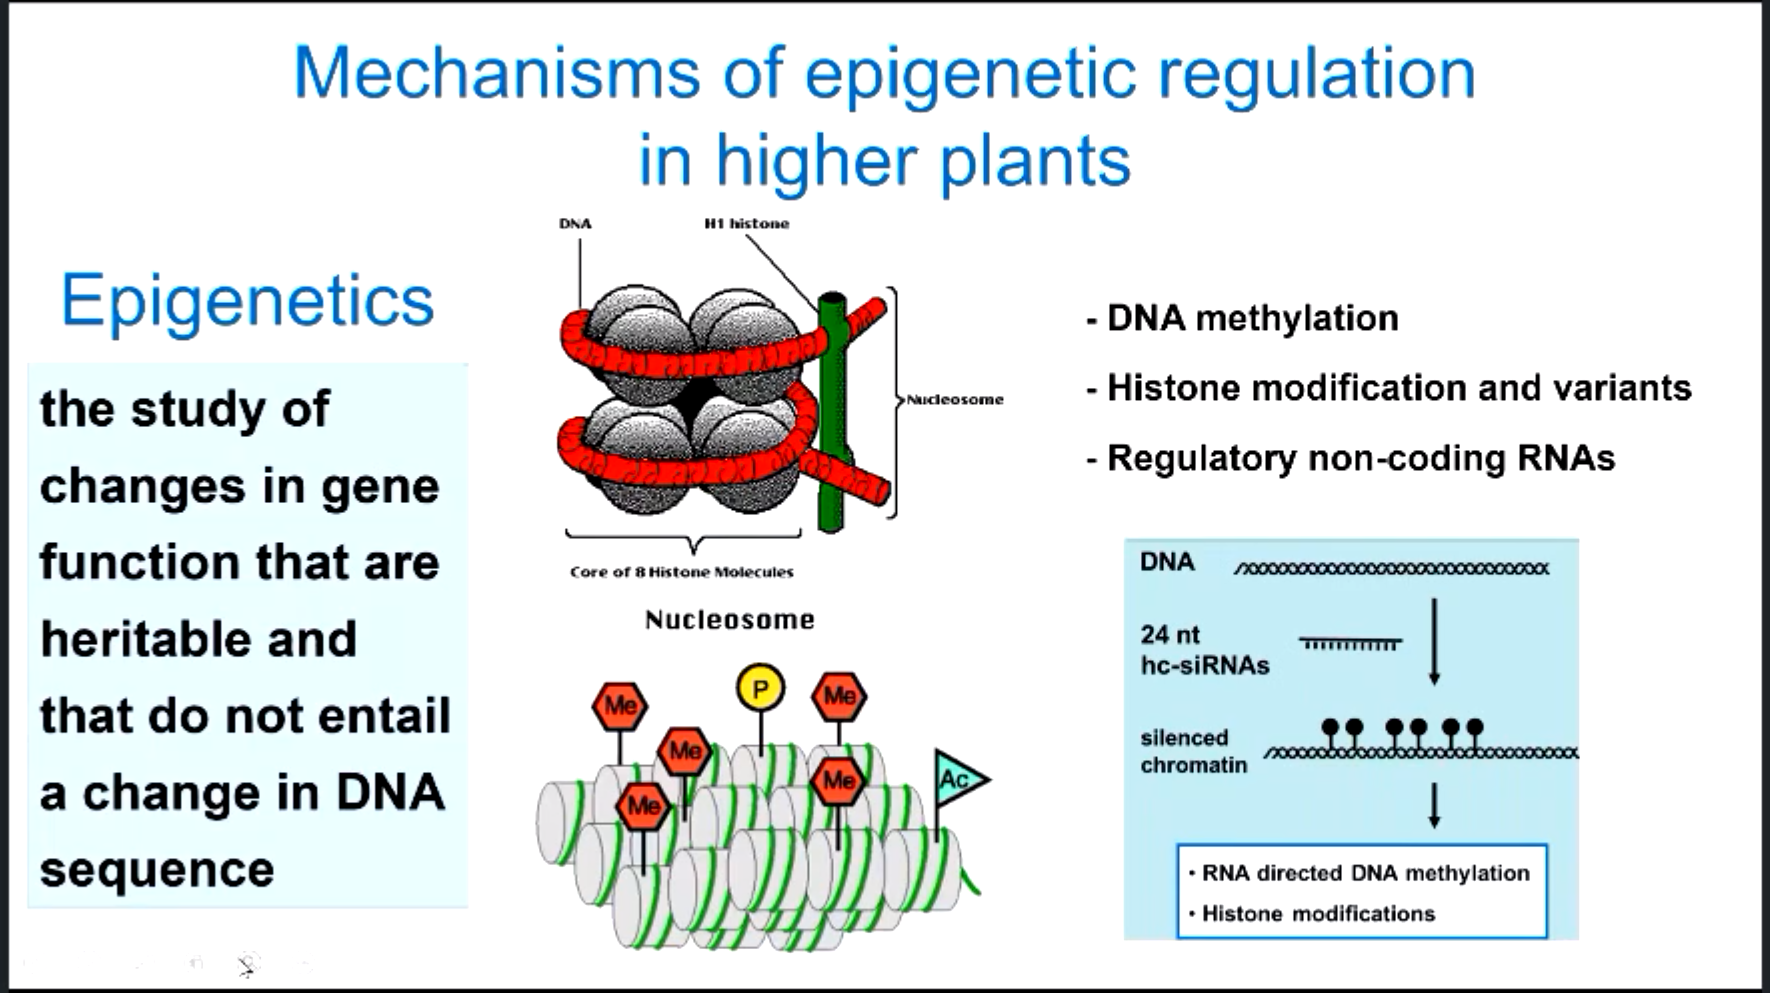 Mechanisms of epigenetic regulation
in higher plants
Epigenetics
the study of
changes in gene
function that are
heritable and
that do not entail
a change in DNA
sequence
DNA
H1 histone
Nucleosome
Core of 8 Histone Molecules
Nucleosome
Me
P
Me
Me
Me
Me
Ac
- DNA methylation
- Histone modification and variants
- Regulatory non-coding RNAs
DNA
24 nt
hc-siRNAs
silenced
chromatin
• RNA directed DNA methylation
• Histone modifications